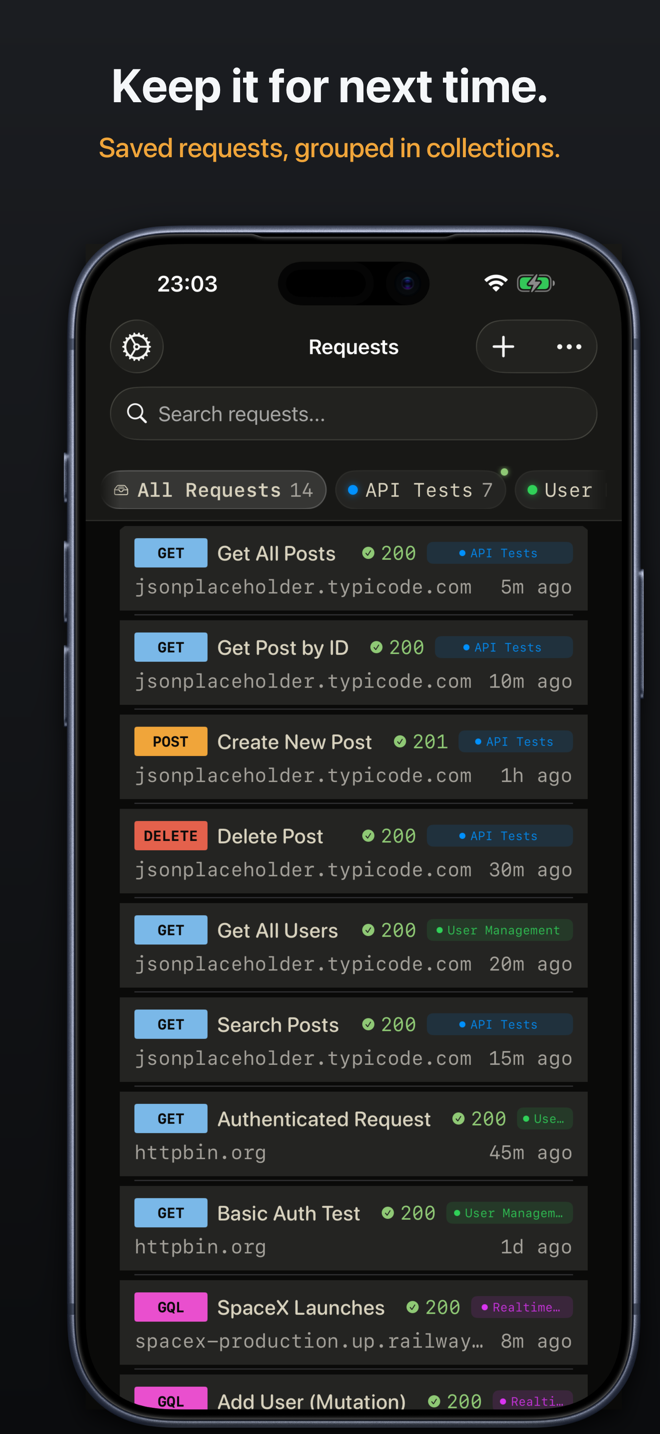 Keep it for next time.
Saved requests, grouped in collections.
23:03
Requests
Search requests...
All Requests 14 API Tests 7 User
GET Get All Posts 200 API Tests
jsonplaceholder.typicode.com 5m ago
GET Get Post by ID 200 API Tests
jsonplaceholder.typicode.com 10m ago
POST Create New Post 201 API Tests
jsonplaceholder.typicode.com 1h ago
DELETE Delete Post 200 API Tests
jsonplaceholder.typicode.com 30m ago
GET Get All Users 200 User Management
jsonplaceholder.typicode.com 20m ago
GET Search Posts 200 API Tests
jsonplaceholder.typicode.com 15m ago
GET Authenticated Request 200 Use…
httpbin.org 45m ago
GET Basic Auth Test 200 User Managem…
httpbin.org 1d ago
GQL SpaceX Launches 200 Realtime…
spacex-production.up.railway… 8m ago
GQL Add User (Mutation) 200 Realti…